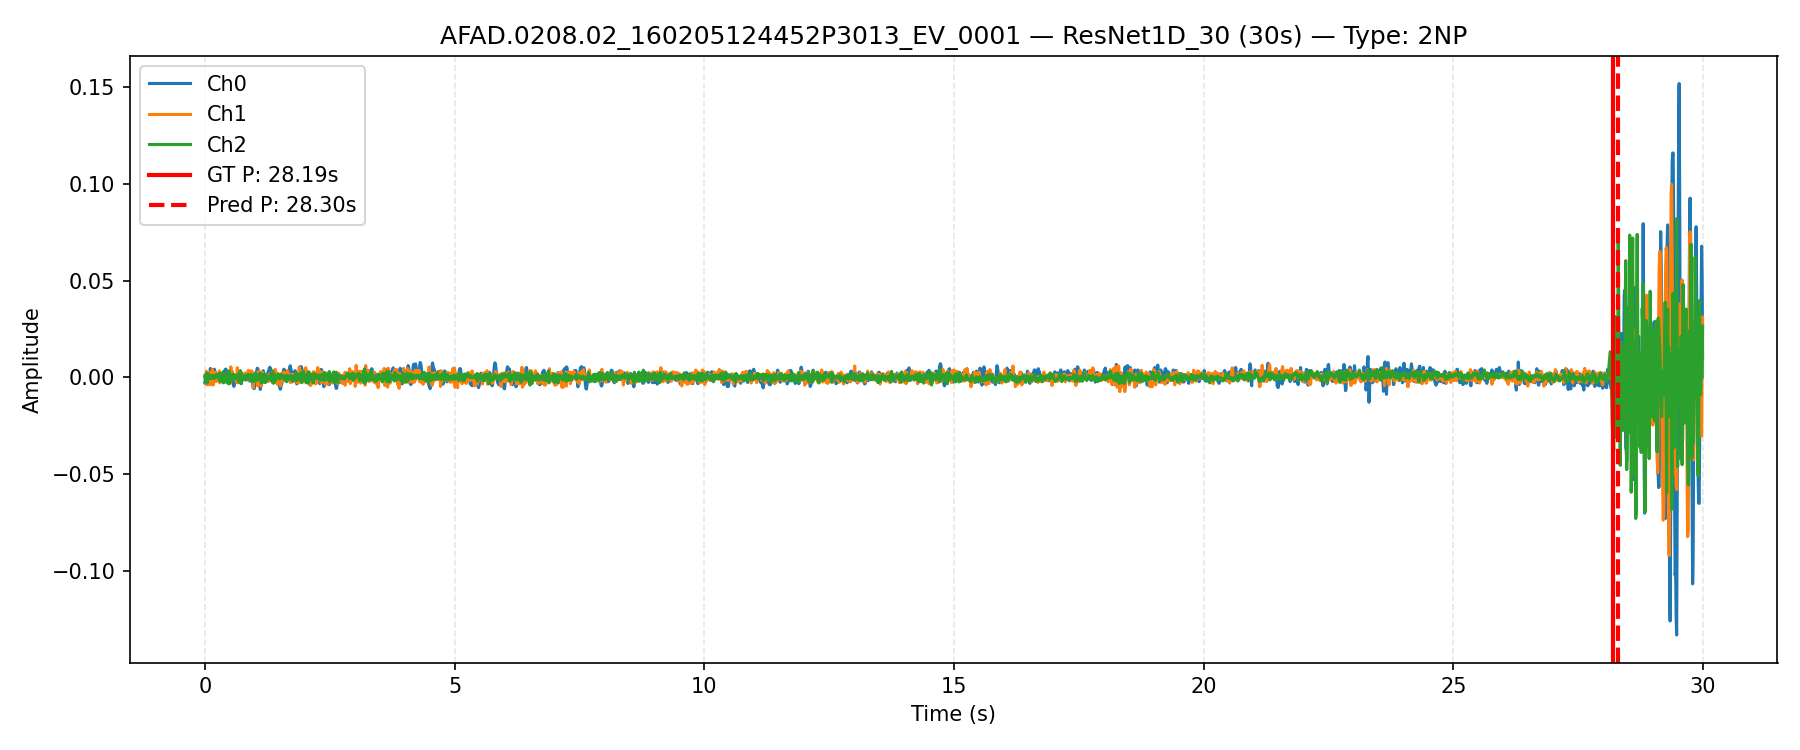 AFAD.0208.02_160205124452P3013_EV_0001 — ResNet1D_30 (30s) — Type: 2NP
Ch0
Ch1
Ch2
GT P: 28.19s
Pred P: 28.30s
Amplitude
0.15
0.10
0.05
0.00
−0.05
−0.10
0 5 10 15 20 25 30
Time (s)